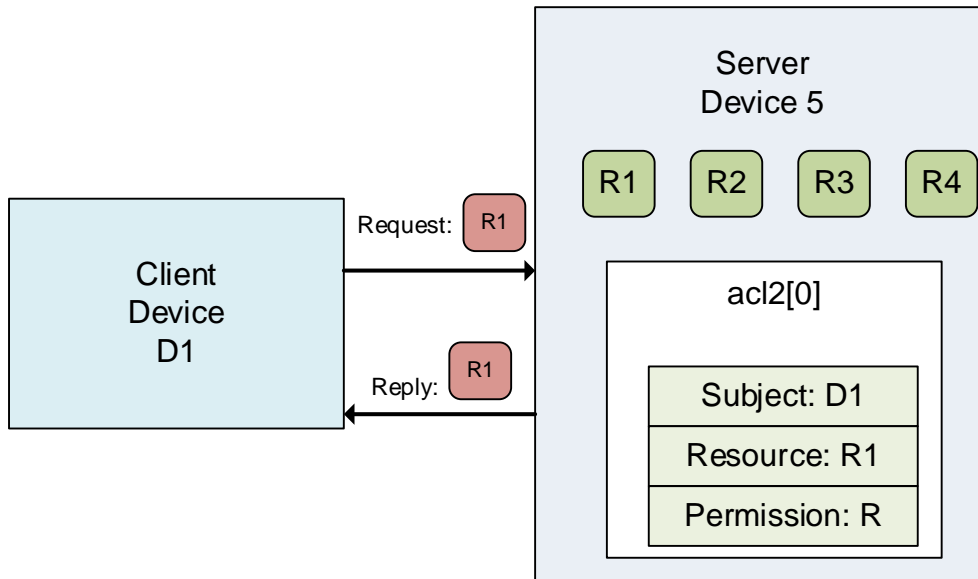 Client
Device
D1
Request: R1
Reply: R1
Server
Device 5
R1 R2 R3 R4
acl2[0]
Subject: D1
Resource: R1
Permission: R